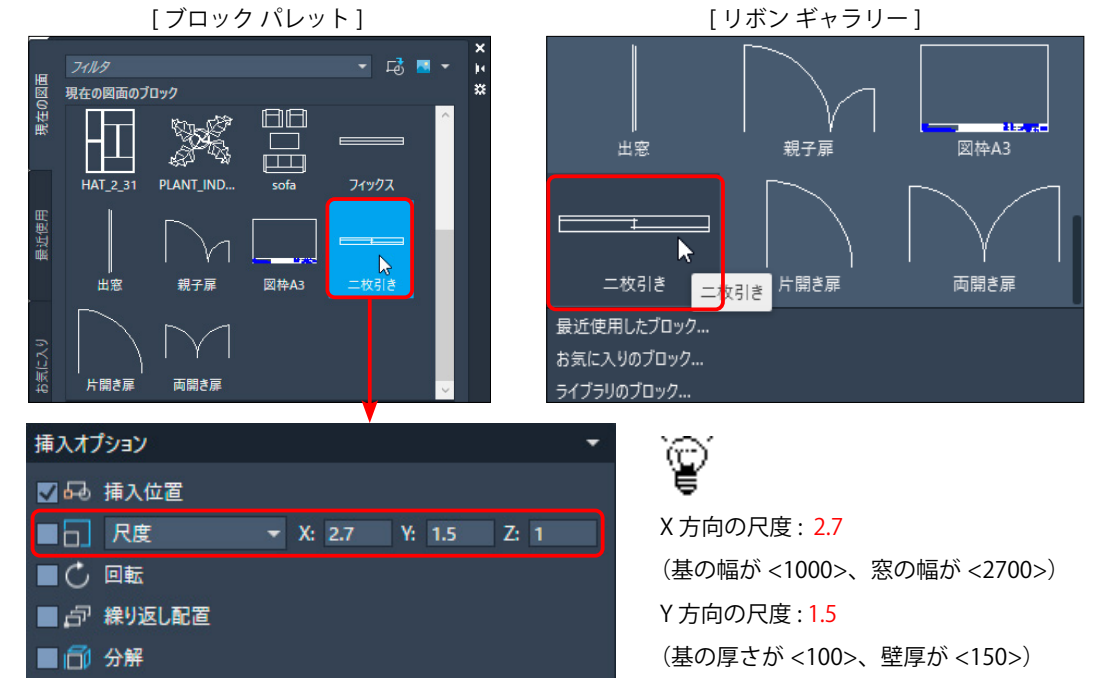 [ ブロック パレット ]
[ リボン ギャラリー ]
フィルタ
現在の図面のブロック
現在の図面
最近使用
お気に入り
HAT_2_31
PLANT_IND...
sofa
フィックス
出窓
親子扉
図枠A3
二枚引き
片開き扉
両開き扉
出窓
親子扉
図枠A3
二枚引き
二枚引き
片開き扉
両開き扉
最近使用したブロック...
お気に入りのブロック...
ライブラリのブロック...
挿入オプション
挿入位置
尺度 X: 2.7 Y: 1.5 Z: 1
回転
繰り返し配置
分解
X 方向の尺度 : 2.7
（基の幅が <1000>、窓の幅が <2700>）
Y 方向の尺度 : 1.5
（基の厚さが <100>、壁厚が <150>）